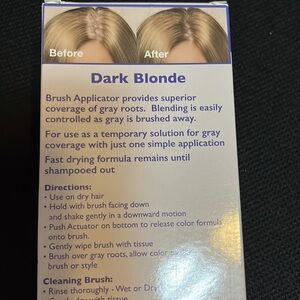 Before After
Dark Blonde
Brush Applicator provides superior
coverage of gray roots. Blending is easily
controlled as gray is brushed away.
For use as a temporary solution for gray
coverage with just one simple application
Fast drying formula remains until
shampooed out
Directions:
• Use on dry hair
• Hold with brush facing down
and shake gently in a downward motion
• Push Actuator on bottom to release color formula
onto brush.
• Gently wipe brush with tissue
• Brush over gray roots, allow color
brush or style
Cleaning Brush:
• Rinse thoroughly - Wet or Dry
with tissue